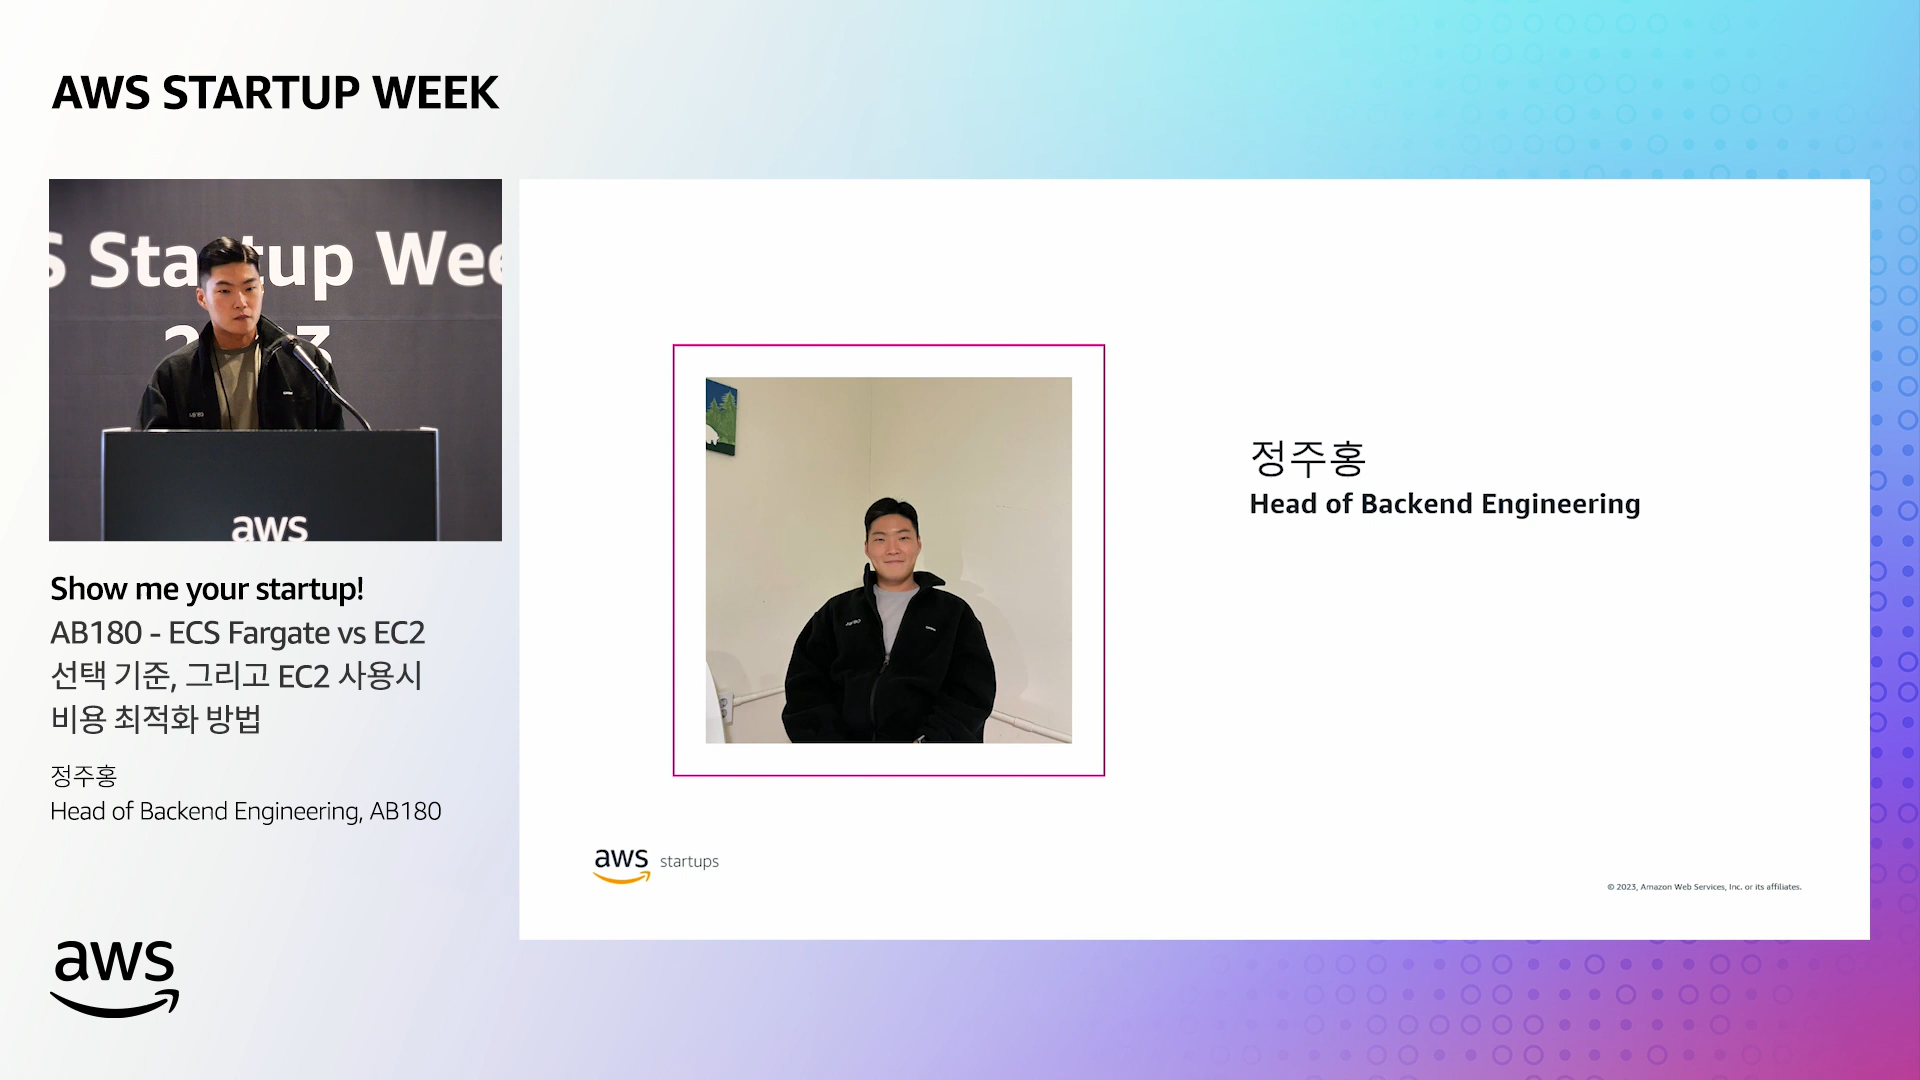 AWS STARTUP WEEK
S Startup Wee
aws
Show me your startup!
AB180 - ECS Fargate vs EC2
선택 기준, 그리고 EC2 사용시
비용 최적화 방법
정주홍
Head of Backend Engineering, AB180
aws
정주홍
Head of Backend Engineering
aws startups
© 2023, Amazon Web Services, Inc. or its affiliates.